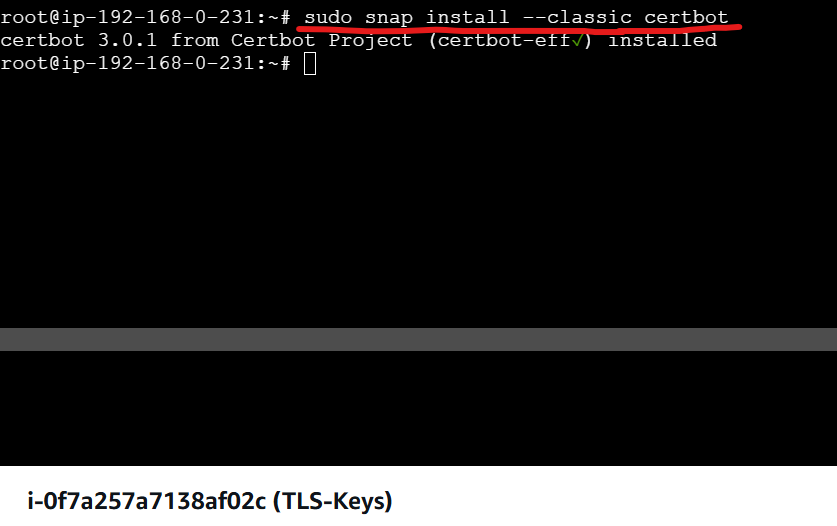 root@ip-192-168-0-231:~# sudo snap install --classic certbot
certbot 3.0.1 from Certbot Project (certbot-eff✓) installed
root@ip-192-168-0-231:~#
i-0f7a257a7138af02c (TLS-Keys)